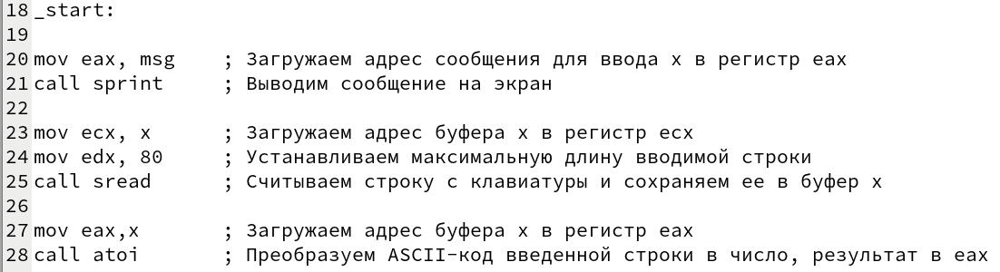 18 _start:
19
20 mov eax, msg    ; Загружаем адрес сообщения для ввода x в регистр eax
21 call sprint     ; Выводим сообщение на экран
22
23 mov ecx, x      ; Загружаем адрес буфера x в регистр ecx
24 mov edx, 80     ; Устанавливаем максимальную длину вводимой строки
25 call sread      ; Считываем строку с клавиатуры и сохраняем ее в буфер x
26
27 mov eax,x       ; Загружаем адрес буфера x в регистр eax
28 call atoi       ; Преобразуем ASCII-код введенной строки в число, результат в eax